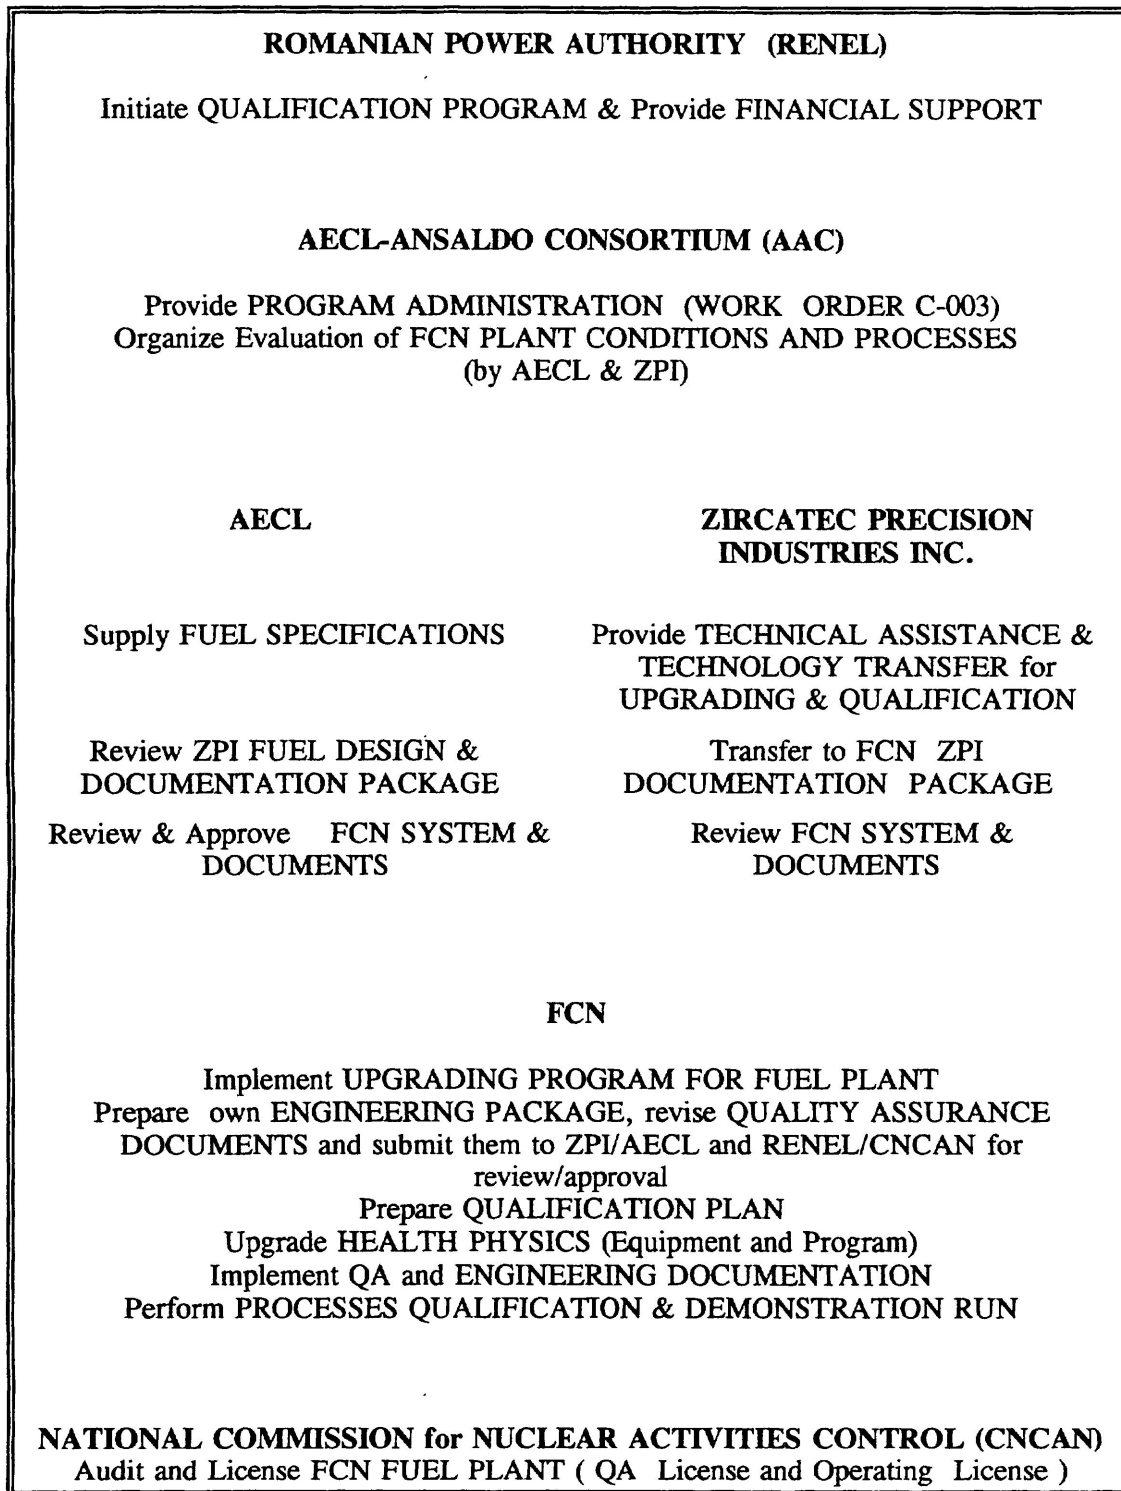 ROMANIAN POWER AUTHORITY (RENEL)
Initiate QUALIFICATION PROGRAM & Provide FINANCIAL SUPPORT
AECL-ANSALDO CONSORTIUM (AAC)
Provide PROGRAM ADMINISTRATION (WORK ORDER C-003)
Organize Evaluation of FCN PLANT CONDITIONS AND PROCESSES
(by AECL & ZPI)
AECL
Supply FUEL SPECIFICATIONS
Review ZPI FUEL DESIGN &
DOCUMENTATION PACKAGE
Review & Approve FCN SYSTEM &
DOCUMENTS
ZIRCATEC PRECISION
INDUSTRIES INC.
Provide TECHNICAL ASSISTANCE &
TECHNOLOGY TRANSFER for
UPGRADING & QUALIFICATION
Transfer to FCN ZPI
DOCUMENTATION PACKAGE
Review FCN SYSTEM &
DOCUMENTS
FCN
Implement UPGRADING PROGRAM FOR FUEL PLANT
Prepare own ENGINEERING PACKAGE, revise QUALITY ASSURANCE
DOCUMENTS and submit them to ZPI/AECL and RENEL/CNCAN for
review/approval
Prepare QUALIFICATION PLAN
Upgrade HEALTH PHYSICS (Equipment and Program)
Implement QA and ENGINEERING DOCUMENTATION
Perform PROCESSES QUALIFICATION & DEMONSTRATION RUN
NATIONAL COMMISSION for NUCLEAR ACTIVITIES CONTROL (CNCAN)
Audit and License FCN FUEL PLANT ( QA License and Operating License )